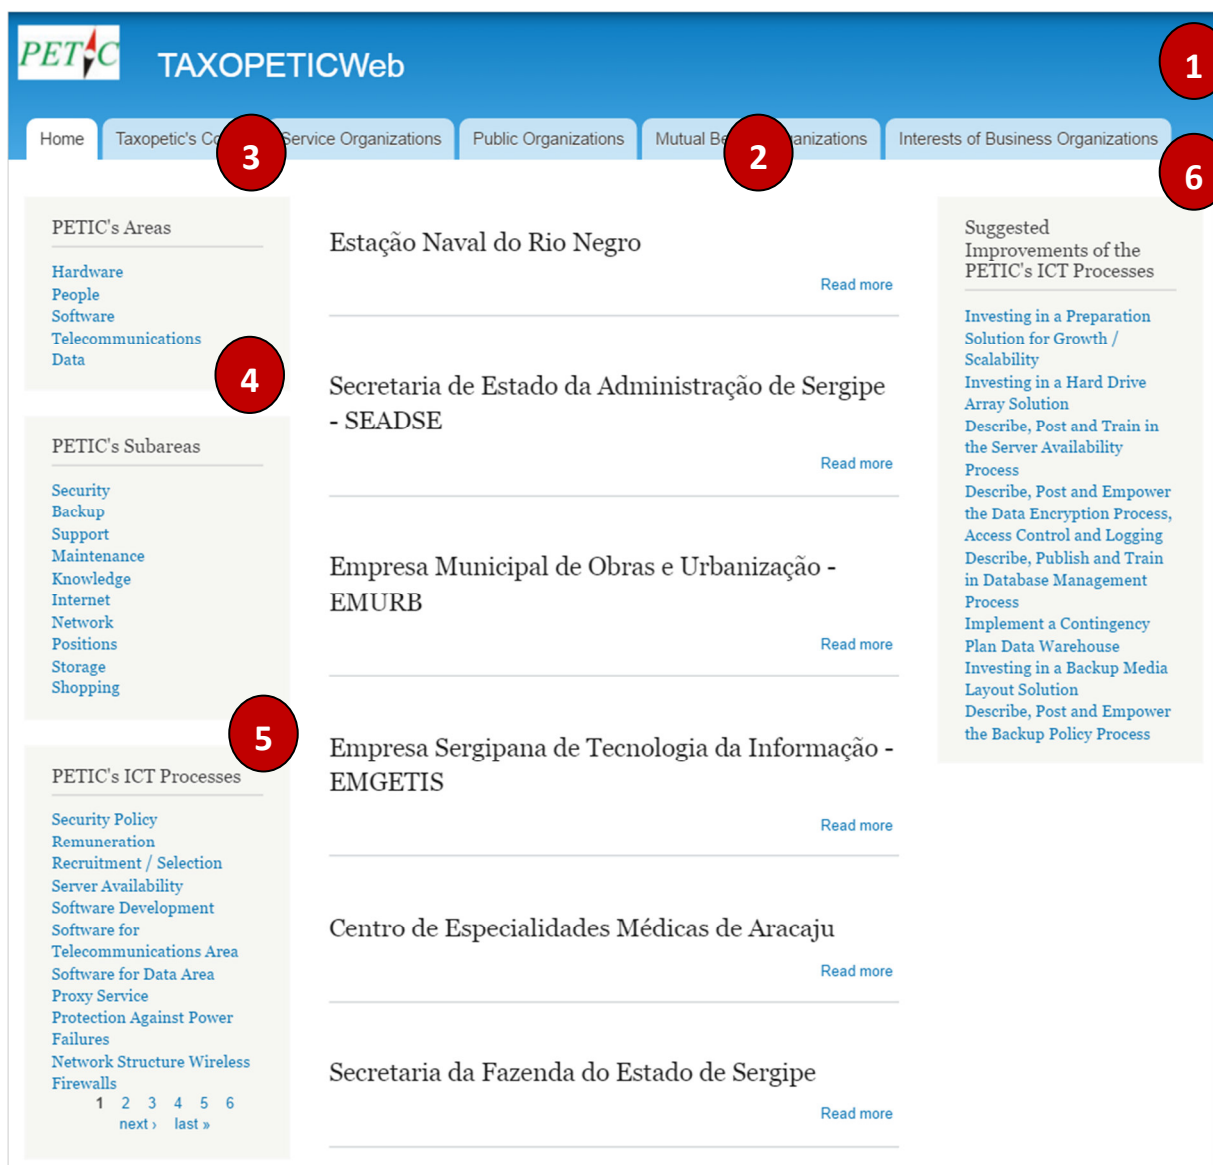 PETIC
TAXOPETICWeb
1
Home
Taxopetic's
Service Organizations
Public Organizations
Mutual
Interests of Business Organizations
3
2
6
PETIC's Areas
Hardware
People
Software
Telecommunications
Data
4
PETIC's Subareas
Security
Backup
Support
Maintenance
Knowledge
Internet
Network
Positions
Storage
Shopping
5
PETIC's ICT Processes
Security Policy
Remuneration
Recruitment / Selection
Server Availability
Software Development
Software for
Telecommunications Area
Software for Data Area
Proxy Service
Protection Against Power
Failures
Network Structure Wireless
Firewalls
1 2 3 4 5 6
next › last »
Estação Naval do Rio Negro
Read more
Secretaria de Estado da Administração de Sergipe
- SEADSE
Read more
Empresa Municipal de Obras e Urbanização -
EMURB
Read more
Empresa Sergipana de Tecnologia da Informação -
EMGETIS
Read more
Centro de Especialidades Médicas de Aracaju
Read more
Secretaria da Fazenda do Estado de Sergipe
Read more
Suggested
Improvements of the
PETIC's ICT Processes
Investing in a Preparation
Solution for Growth /
Scalability
Investing in a Hard Drive
Array Solution
Describe, Post and Train in
the Server Availability
Process
Describe, Post and Empower
the Data Encryption Process,
Access Control and Logging
Describe, Publish and Train
in Database Management
Process
Implement a Contingency
Plan Data Warehouse
Investing in a Backup Media
Layout Solution
Describe, Post and Empower
the Backup Policy Process